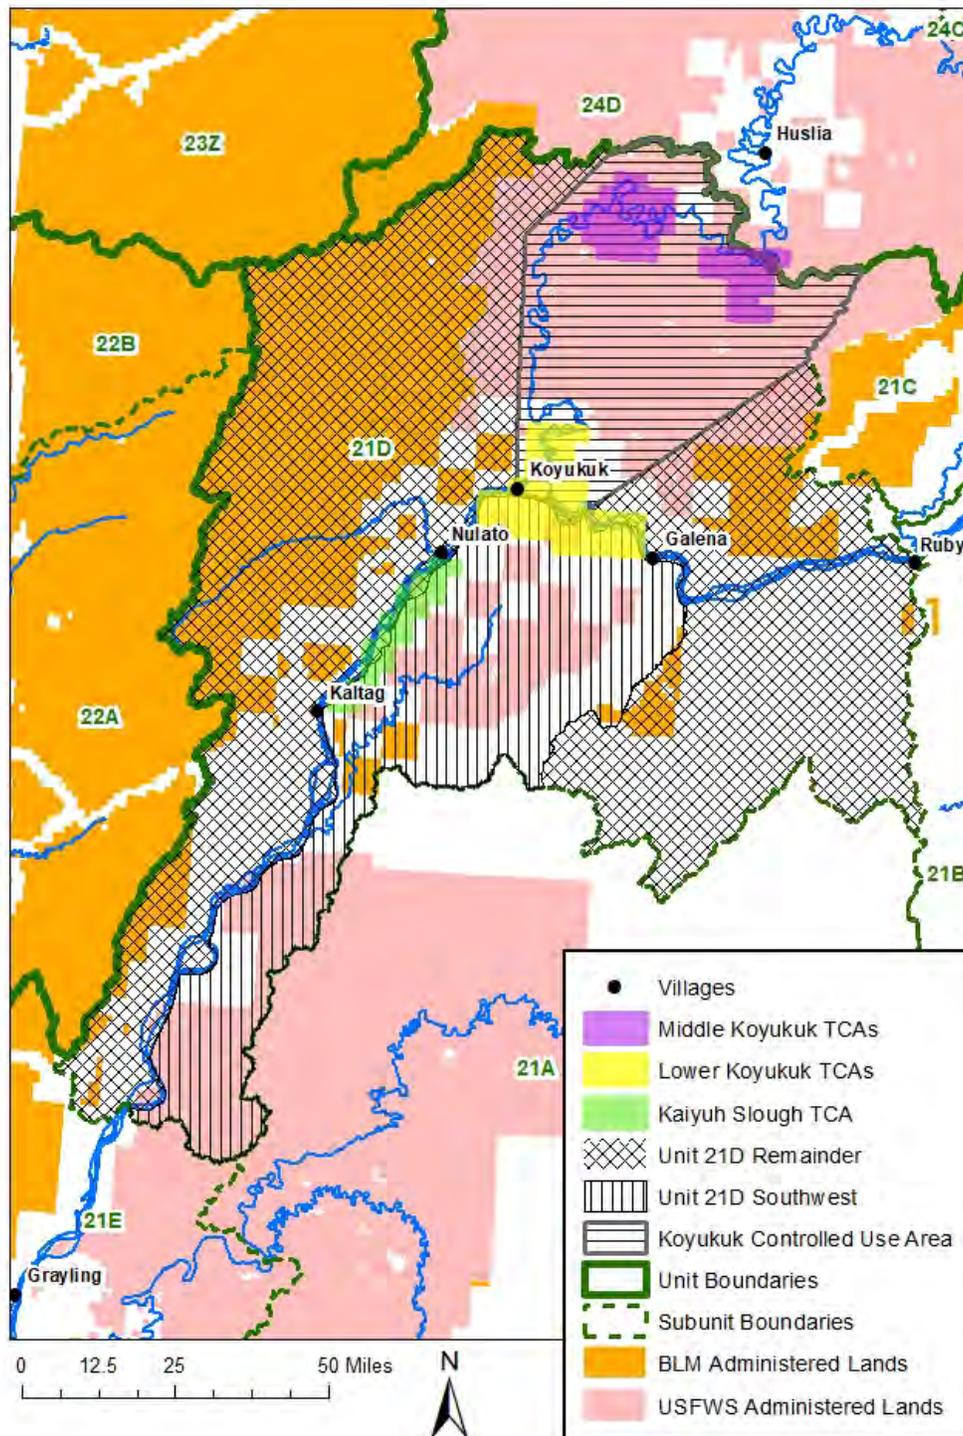 24C
24D
Huslia
23Z
22B
21C
21D
Koyukuk
Nulato
Galena
Ruby
Kaltag
22A
21B
21A
21E
Grayling
Villages
Middle Koyukuk TCAs
Lower Koyukuk TCAs
Kaiyuh Slough TCA
Unit 21D Remainder
Unit 21D Southwest
Koyukuk Controlled Use Area
Unit Boundaries
Subunit Boundaries
BLM Administered Lands
USFWS Administered Lands
0 12.5 25 50 Miles
N